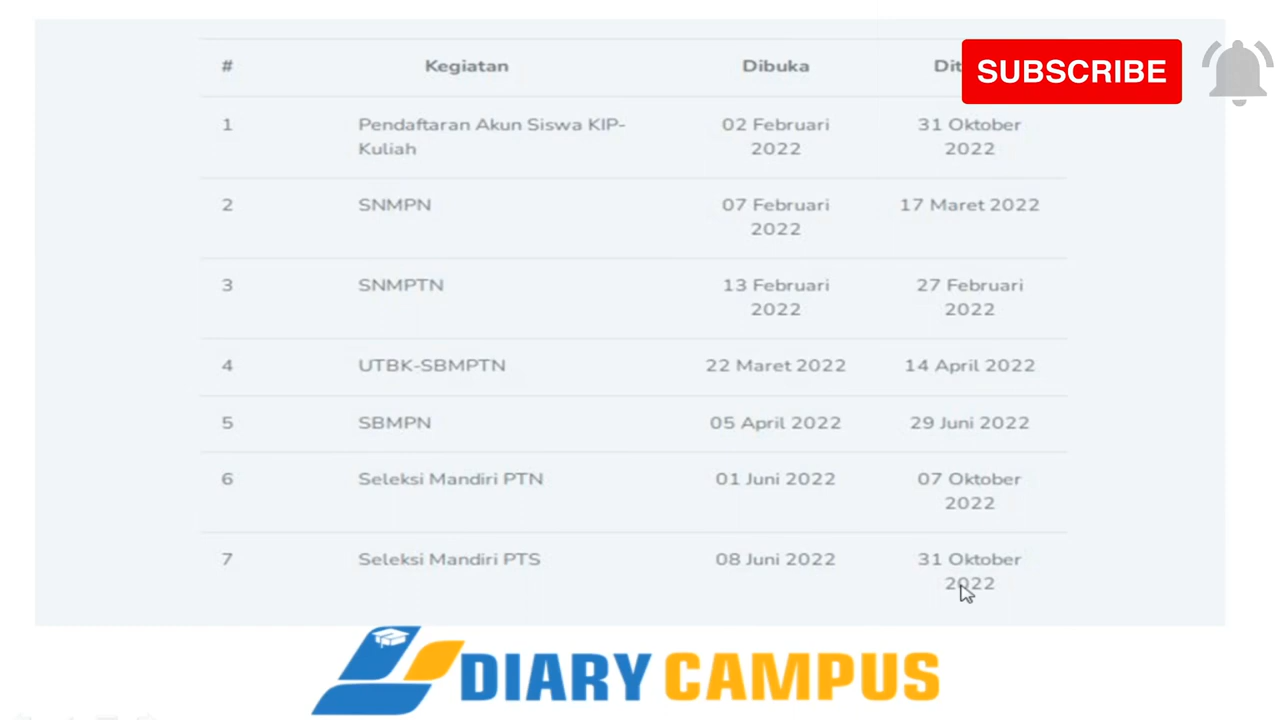 # Kegiatan Dibuka Dit
SUBSCRIBE
1 Pendaftaran Akun Siswa KIP- 02 Februari 31 Oktober
Kuliah 2022 2022
2 SNMPN 07 Februari 17 Maret 2022
2022
3 SNMPTN 13 Februari 27 Februari
2022 2022
4 UTBK-SBMPTN 22 Maret 2022 14 April 2022
5 SBMPN 05 April 2022 29 Juni 2022
6 Seleksi Mandiri PTN 01 Juni 2022 07 Oktober
2022
7 Seleksi Mandiri PTS 08 Juni 2022 31 Oktober
2022
DIARY CAMPUS